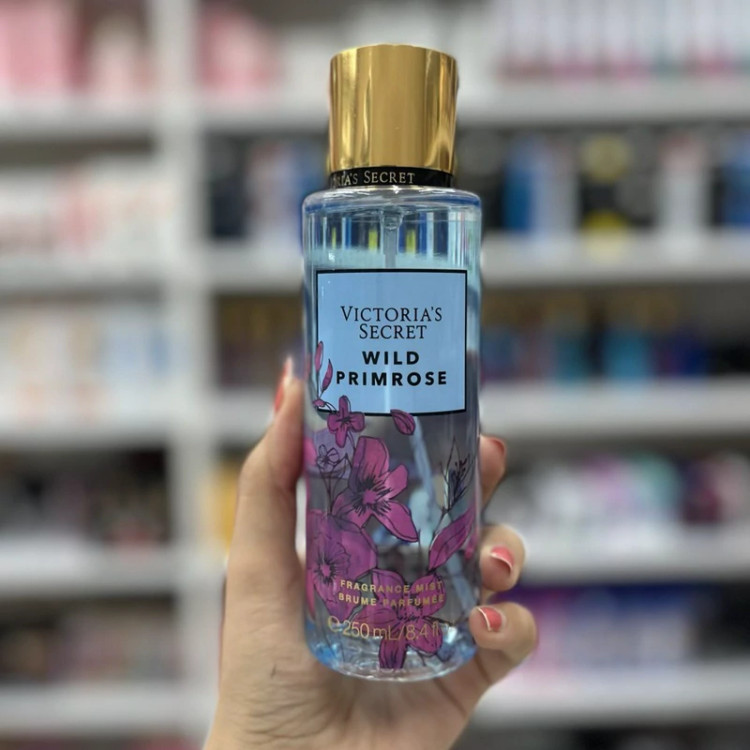 SECRET
VICTORIA'S
SECRET
WILD
PRIMROSE
FRAGRANCE MIST
BRUME PARFUMÉE
℮ 250 mL/8.4 fl